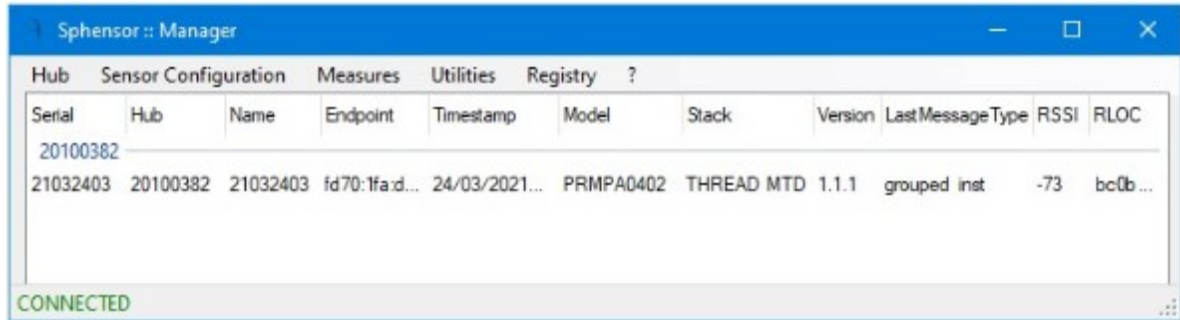 Sphensor :: Manager
Hub Sensor Configuration Measures Utilities Registry ?
Serial Hub Name Endpoint Timestamp Model Stack Version LastMessageType RSSI RLOC
20100382
21032403 20100382 21032403 fd70:1fa:d... 24/03/2021... PRMPA0402 THREAD MTD 1.1.1 grouped inst -73 bc0b...
CONNECTED